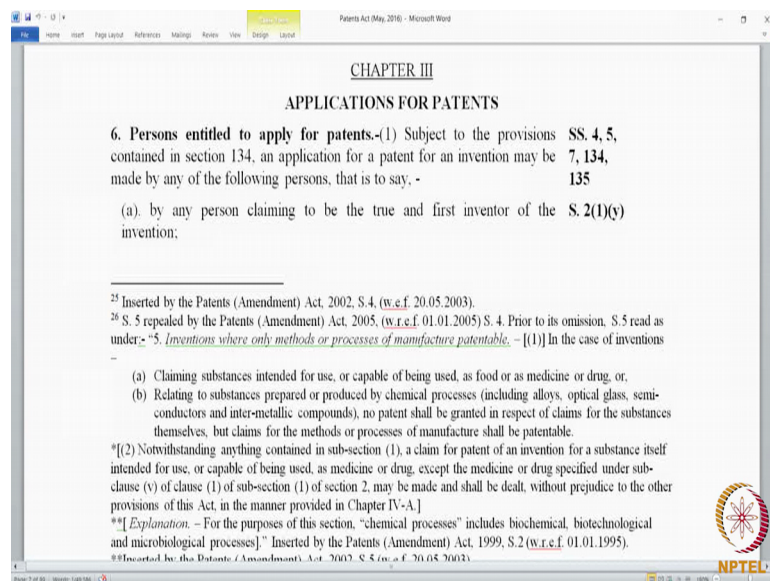 Patents Act (May, 2016) - Microsoft Word
File Home Insert Page Layout References Mailings Review View Design Layout
CHAPTER III
APPLICATIONS FOR PATENTS
6. Persons entitled to apply for patents.-(1) Subject to the provisions SS. 4, 5,
contained in section 134, an application for a patent for an invention may be 7, 134,
made by any of the following persons, that is to say, - 135
(a). by any person claiming to be the true and first inventor of the S. 2(1)(y)
invention;
25 Inserted by the Patents (Amendment) Act, 2002, S.4, (w.e.f. 20.05.2003).
26 S. 5 repealed by the Patents (Amendment) Act, 2005, (w.r.e.f. 01.01.2005) S. 4. Prior to its omission, S.5 read as
under:- “5. Inventions where only methods or processes of manufacture patentable. – [(1)] In the case of inventions
–
(a) Claiming substances intended for use, or capable of being used, as food or as medicine or drug, or,
(b) Relating to substances prepared or produced by chemical processes (including alloys, optical glass, semi-
conductors and inter-metallic compounds), no patent shall be granted in respect of claims for the substances
themselves, but claims for the methods or processes of manufacture shall be patentable.
*[(2) Notwithstanding anything contained in sub-section (1), a claim for patent of an invention for a substance itself
intended for use, or capable of being used, as medicine or drug, except the medicine or drug specified under sub-
clause (v) of clause (1) of sub-section (1) of section 2, may be made and shall be dealt, without prejudice to the other
provisions of this Act, in the manner provided in Chapter IV-A.]
**[ Explanation. – For the purposes of this section, “chemical processes” includes biochemical, biotechnological
and microbiological processes].” Inserted by the Patents (Amendment) Act, 1999, S.2 (w.r.e.f. 01.01.1995).
**Inserted by the Patents (Amendment) Act, 2002, S.5 (w.e.f. 20.05.2003)
NPTEL